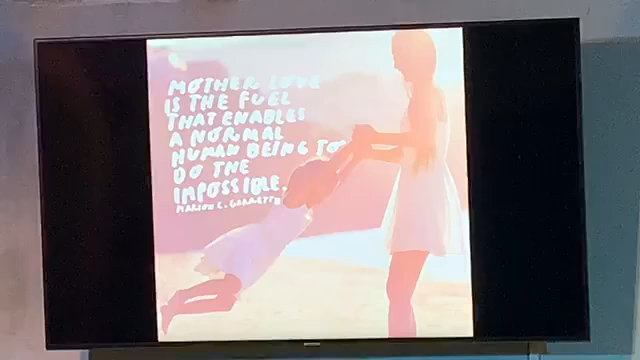 MOTHER LOVE
IS THE FUEL
THAT ENABLES
A NORMAL
HUMAN BEING TO
DO THE
IMPOSSIBLE.
MARION C. GARRETTY